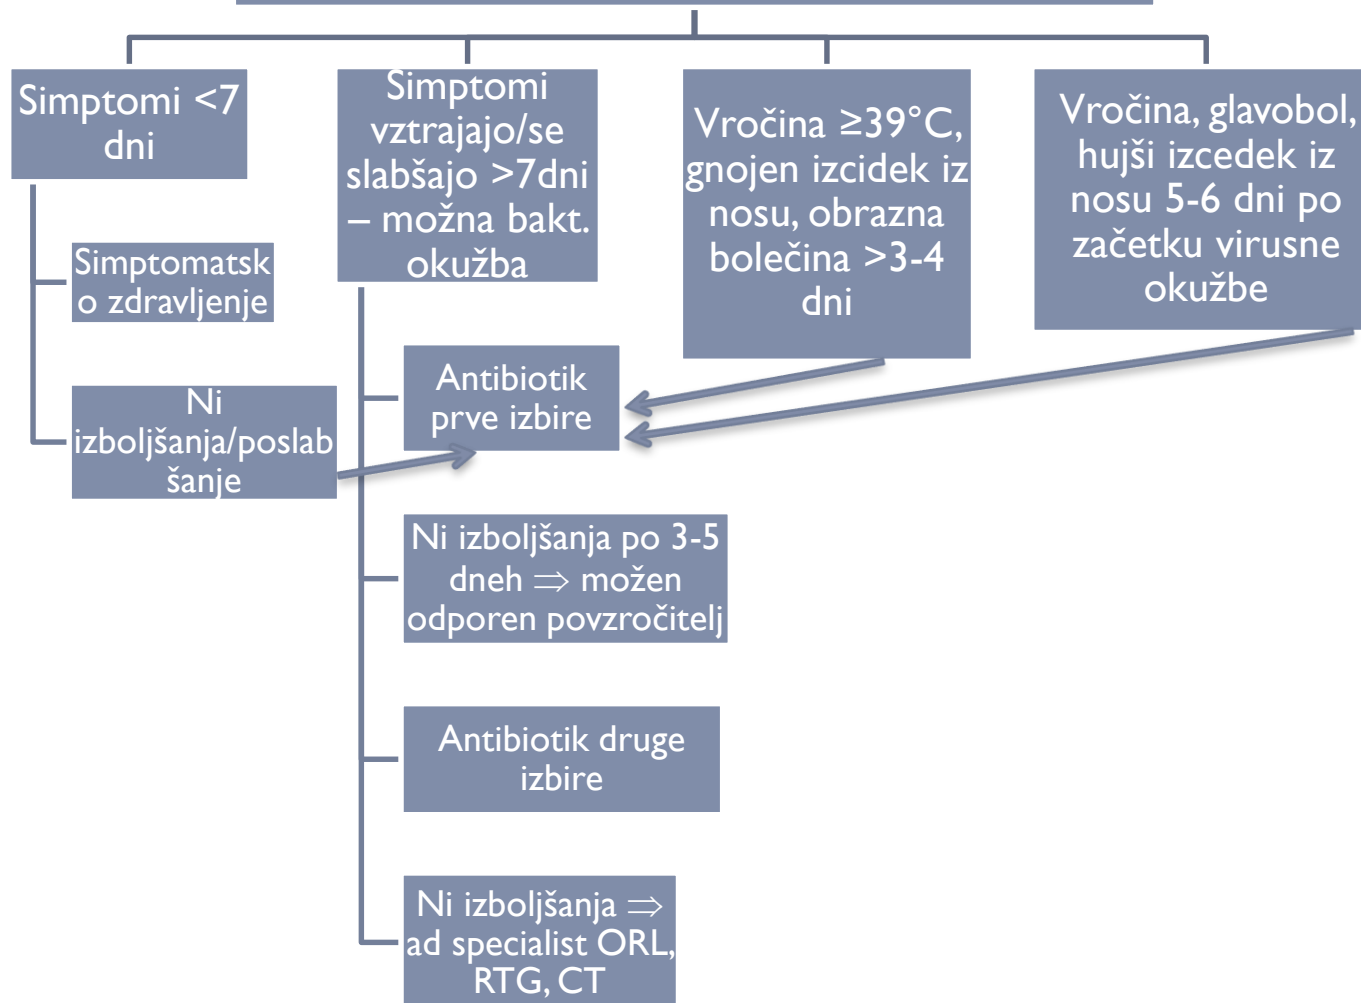 Simptomi <7
dni
Simptomatsk
o zdravljenje
Ni
izboljšanja/poslab
šanje
Simptomi
vztrajajo/se
slabšajo >7dni
– možna bakt.
okužba
Antibiotik
prve izbire
Ni izboljšanja po 3-5
dneh ⇒ možen
odporen povzročitelj
Antibiotik druge
izbire
Ni izboljšanja ⇒
ad specialist ORL,
RTG, CT
Vročina ≥39°C,
gnojen izcidek iz
nosu, obrazna
bolečina >3-4
dni
Vročina, glavobol,
hujši izcedek iz
nosu 5-6 dni po
začetku virusne
okužbe